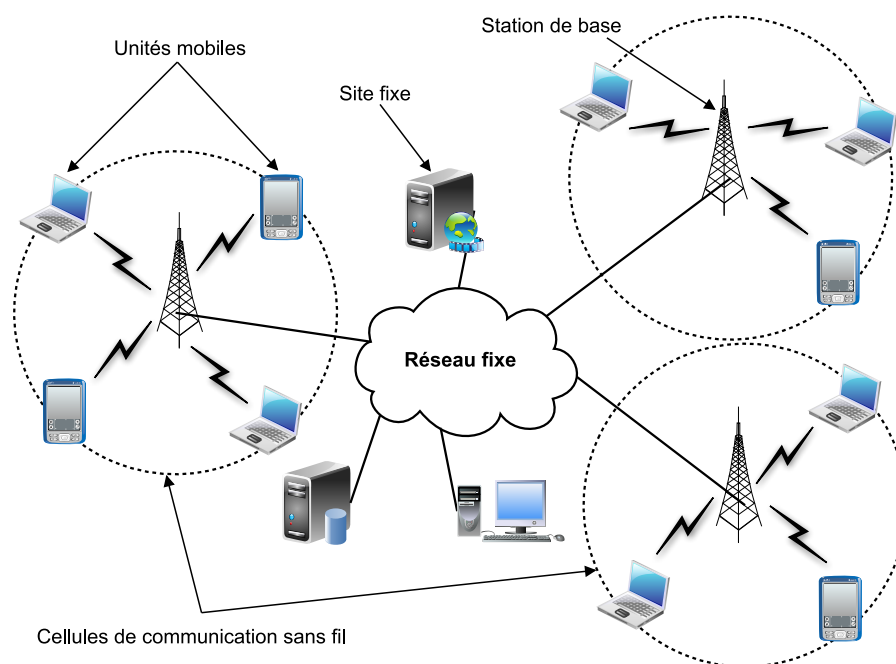 Station de base
Unités mobiles
Site fixe
Réseau fixe
Cellules de communication sans fil